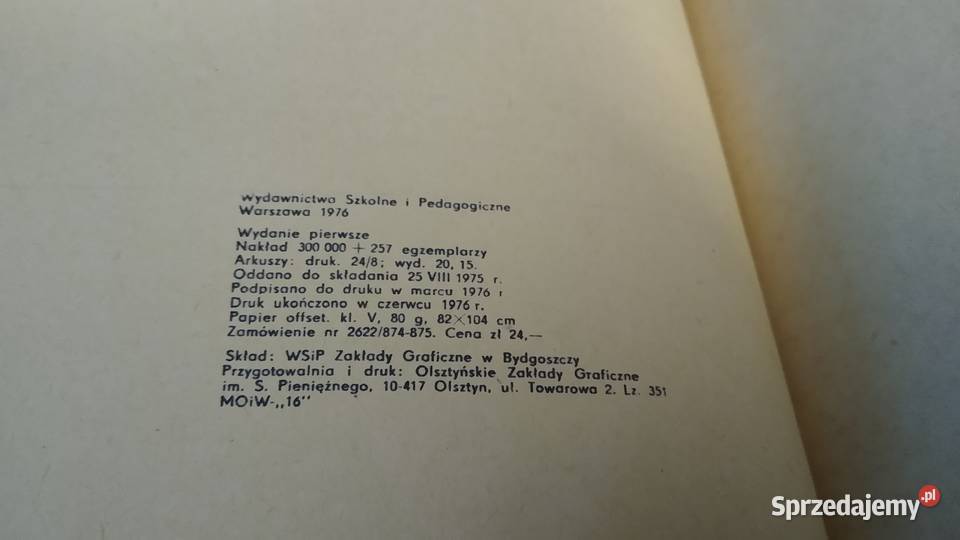 Wydawnictwa Szkolne i Pedagogiczne
Warszawa 1976
Wydanie pierwsze
Nakład 300 000 + 257 egzemplarzy
Arkuszy: druk. 24/8; wyd. 20, 15.
Oddano do składania 25 VIII 1975 r.
Podpisano do druku w marcu 1976 r
Druk ukończono w czerwcu 1976 r.
Papier offset. kl. V, 80 g, 82×104 cm
Zamówienie nr 2622/874-875. Cena zł 24,—
Skład: WSiP Zakłady Graficzne w Bydgoszczy
Przygotowalnia i druk: Olsztyńskie Zakłady Graficzne
im. S. Pieniężnego, 10-417 Olsztyn, ul. Towarowa 2. Lz. 351
MOiW-„16"
Sprzedajemy.pl